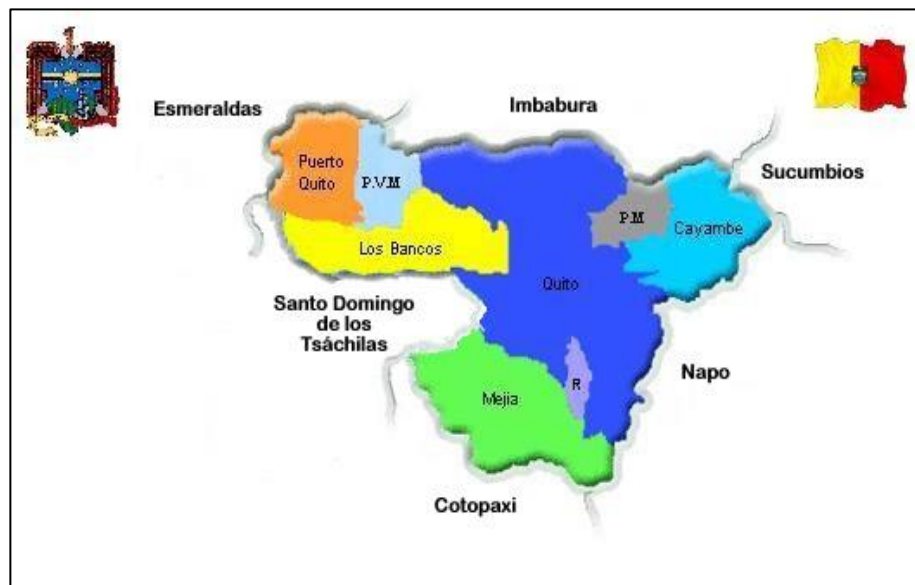 Esmeraldas
Imbabura
Sucumbios
Puerto
Quito
P.V.M
P.M
Cayambe
Los Bancos
Quito
Santo Domingo
de los
Tsáchilas
Napo
Mejia
R
Cotopaxi